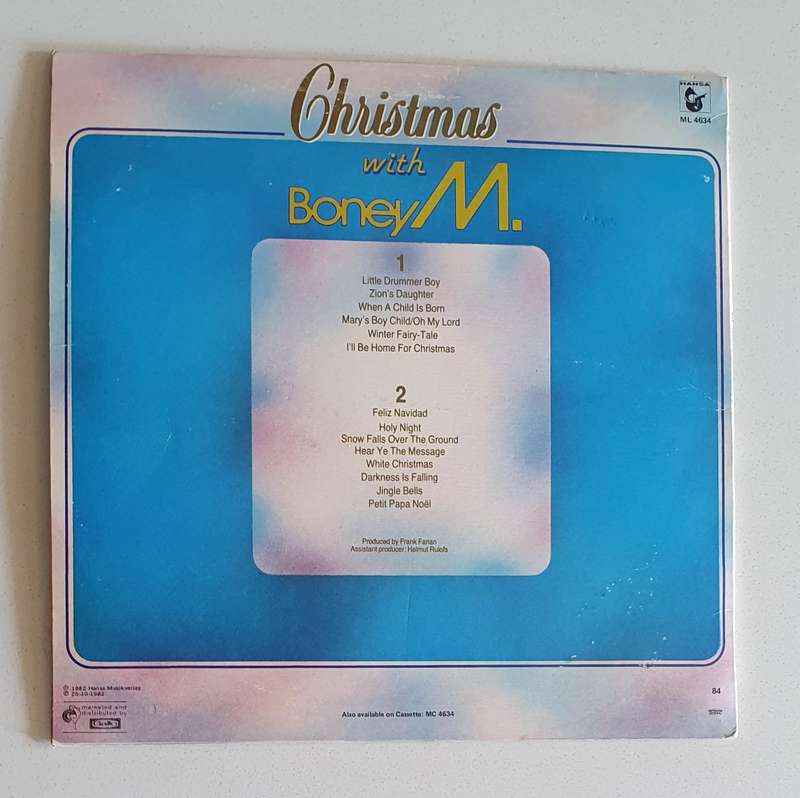 Christmas
with
Boney M.
HANSA
ML 4634
1
Little Drummer Boy
Zion's Daughter
When A Child Is Born
Mary's Boy Child/Oh My Lord
Winter Fairy-Tale
I'll Be Home For Christmas
2
Feliz Navidad
Holy Night
Snow Falls Over The Ground
Hear Ye The Message
White Christmas
Darkness Is Falling
Jingle Bells
Petit Papa Noël
Produced by Frank Farian
Assistant producer: Helmut Rulofs
℗ 1982 Hansa Musikverlag
℗ 25-10-1982
marketed and
distributed by
84
Also available on Cassette: MC 4634